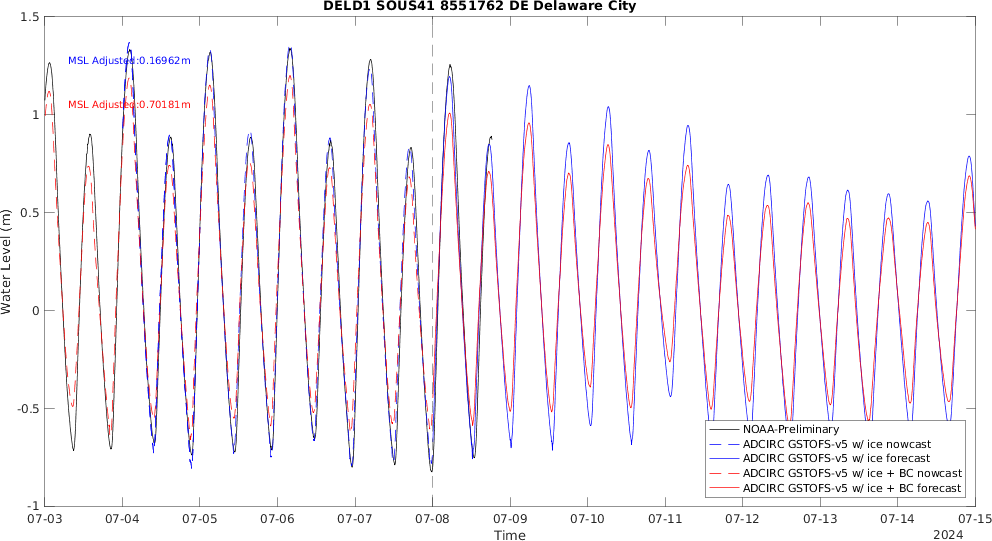 DELD1 SOUS41 8551762 DE Delaware City
1.5
1
0.5
0
-0.5
-1
Water Level (m)
MSL Adjusted:0.16962m
MSL Adjusted:0.70181m
NOAA-Preliminary
ADCIRC GSTOFS-v5 w/ ice nowcast
ADCIRC GSTOFS-v5 w/ ice forecast
ADCIRC GSTOFS-v5 w/ ice + BC nowcast
ADCIRC GSTOFS-v5 w/ ice + BC forecast
07-03 07-04 07-05 07-06 07-07 07-08 07-09 07-10 07-11 07-12 07-13 07-14 07-15
Time
2024